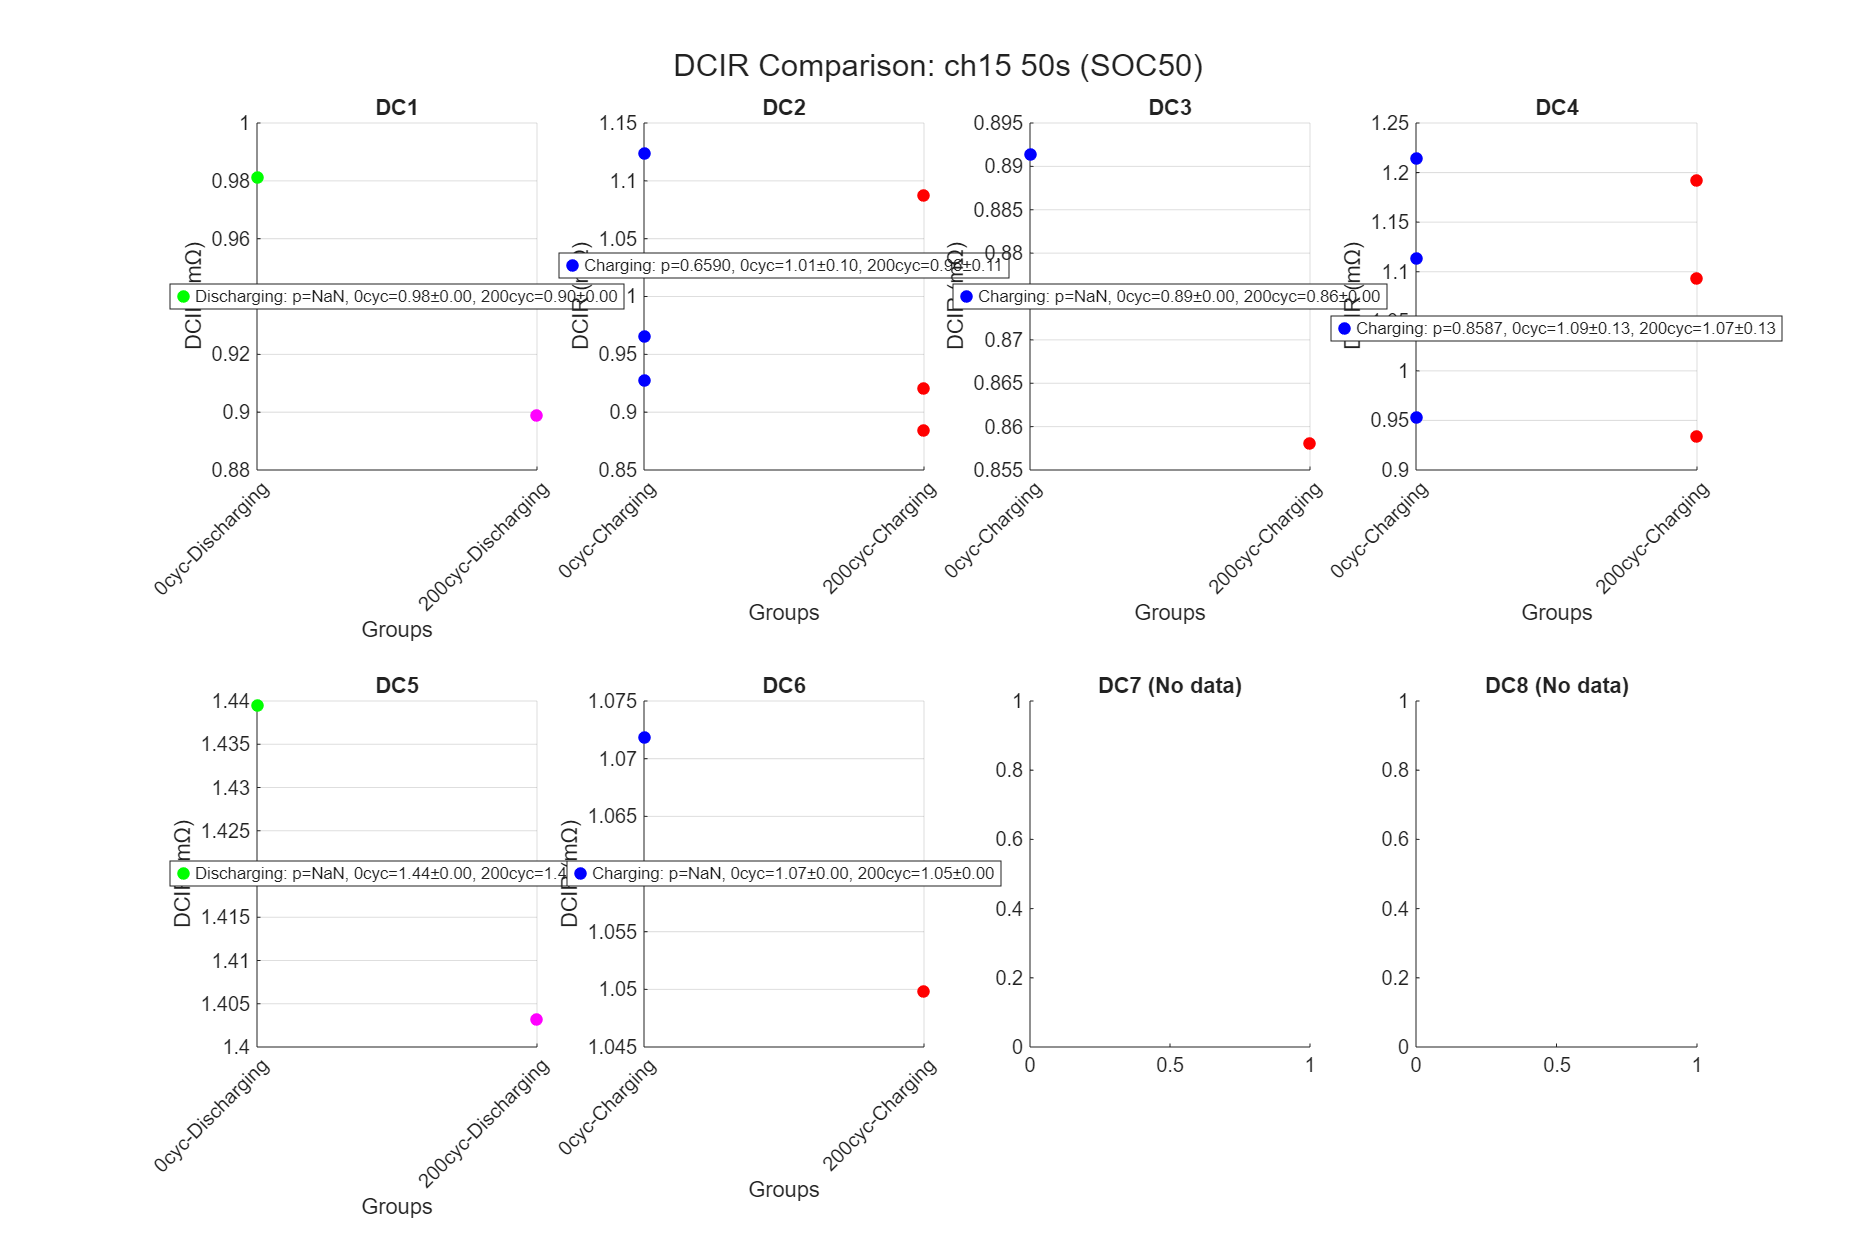 DCIR Comparison: ch15 50s (SOC50)
DC1
1
0.98
0.96
0.92
0.9
0.88
Discharging: p=NaN, 0cyc=0.98±0.00, 200cyc=0.90±0.00
0cyc-Discharging
200cyc-Discharging
Groups
DC2
1.15
1.1
1.05
1
0.95
0.9
0.85
Charging: p=0.6590, 0cyc=1.01±0.10, 200cyc=0.96±0.11
0cyc-Charging
200cyc-Charging
Groups
DC3
0.895
0.89
0.885
0.88
0.87
0.865
0.86
0.855
DCIR (mΩ)
Charging: p=NaN, 0cyc=0.89±0.00, 200cyc=0.86±0.00
0cyc-Charging
200cyc-Charging
Groups
DC4
1.25
1.2
1.15
1.1
1
0.95
0.9
DCIR (mΩ)
Charging: p=0.8587, 0cyc=1.09±0.13, 200cyc=1.07±0.13
0cyc-Charging
200cyc-Charging
Groups
DC5
1.44
1.435
1.43
1.425
1.415
1.41
1.405
1.4
Discharging: p=NaN, 0cyc=1.44±0.00,
0cyc-Discharging
200cyc-Discharging
Groups
DC6
1.075
1.07
1.065
1.055
1.05
1.045
Charging: p=NaN, 0cyc=1.07±0.00, 200cyc=1.05±0.00
0cyc-Charging
200cyc-Charging
Groups
DC7 (No data)
1
0.8
0.6
0.4
0.2
0
0 0.5 1
DC8 (No data)
1
0.8
0.6
0.4
0.2
0
0 0.5 1